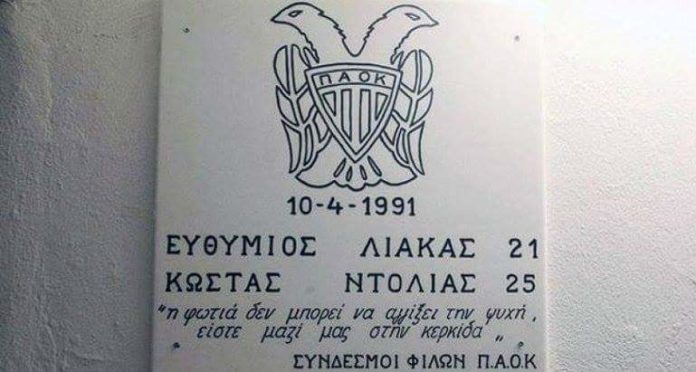 ΠΑΟΚ
10-4-1991
ΕΥΘΥΜΙΟΣ ΛΙΑΚΑΣ 21
ΚΩΣΤΑΣ ΝΤΟΛΙΑΣ 25
"η φωτιά δεν μπορεί να αγγίξει την ψυχή,
είστε μαζί μας στην κερκίδα"
ΣΥΝΔΕΣΜΟΙ ΦΙΛΩΝ Π.Α.Ο.Κ